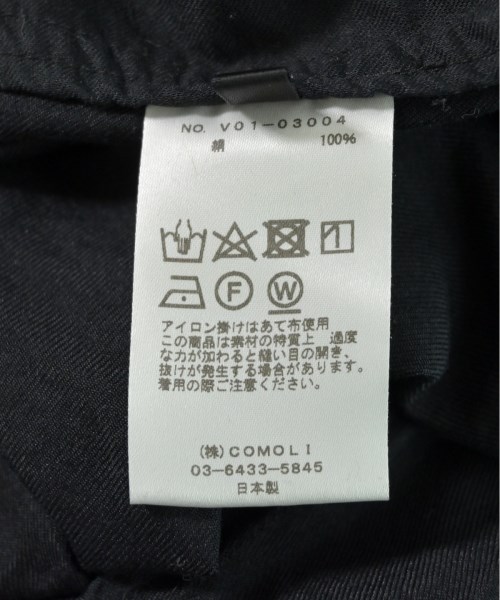 NO. V01-03004
絹 100%
F W
アイロン掛けはあて布使用
この商品は素材の特質上 過度
な力が加わると縫い目の開き、
抜けが発生する場合があります。
着用の際ご注意ください。
(株)COMOLI
03-6433-5845
日本製